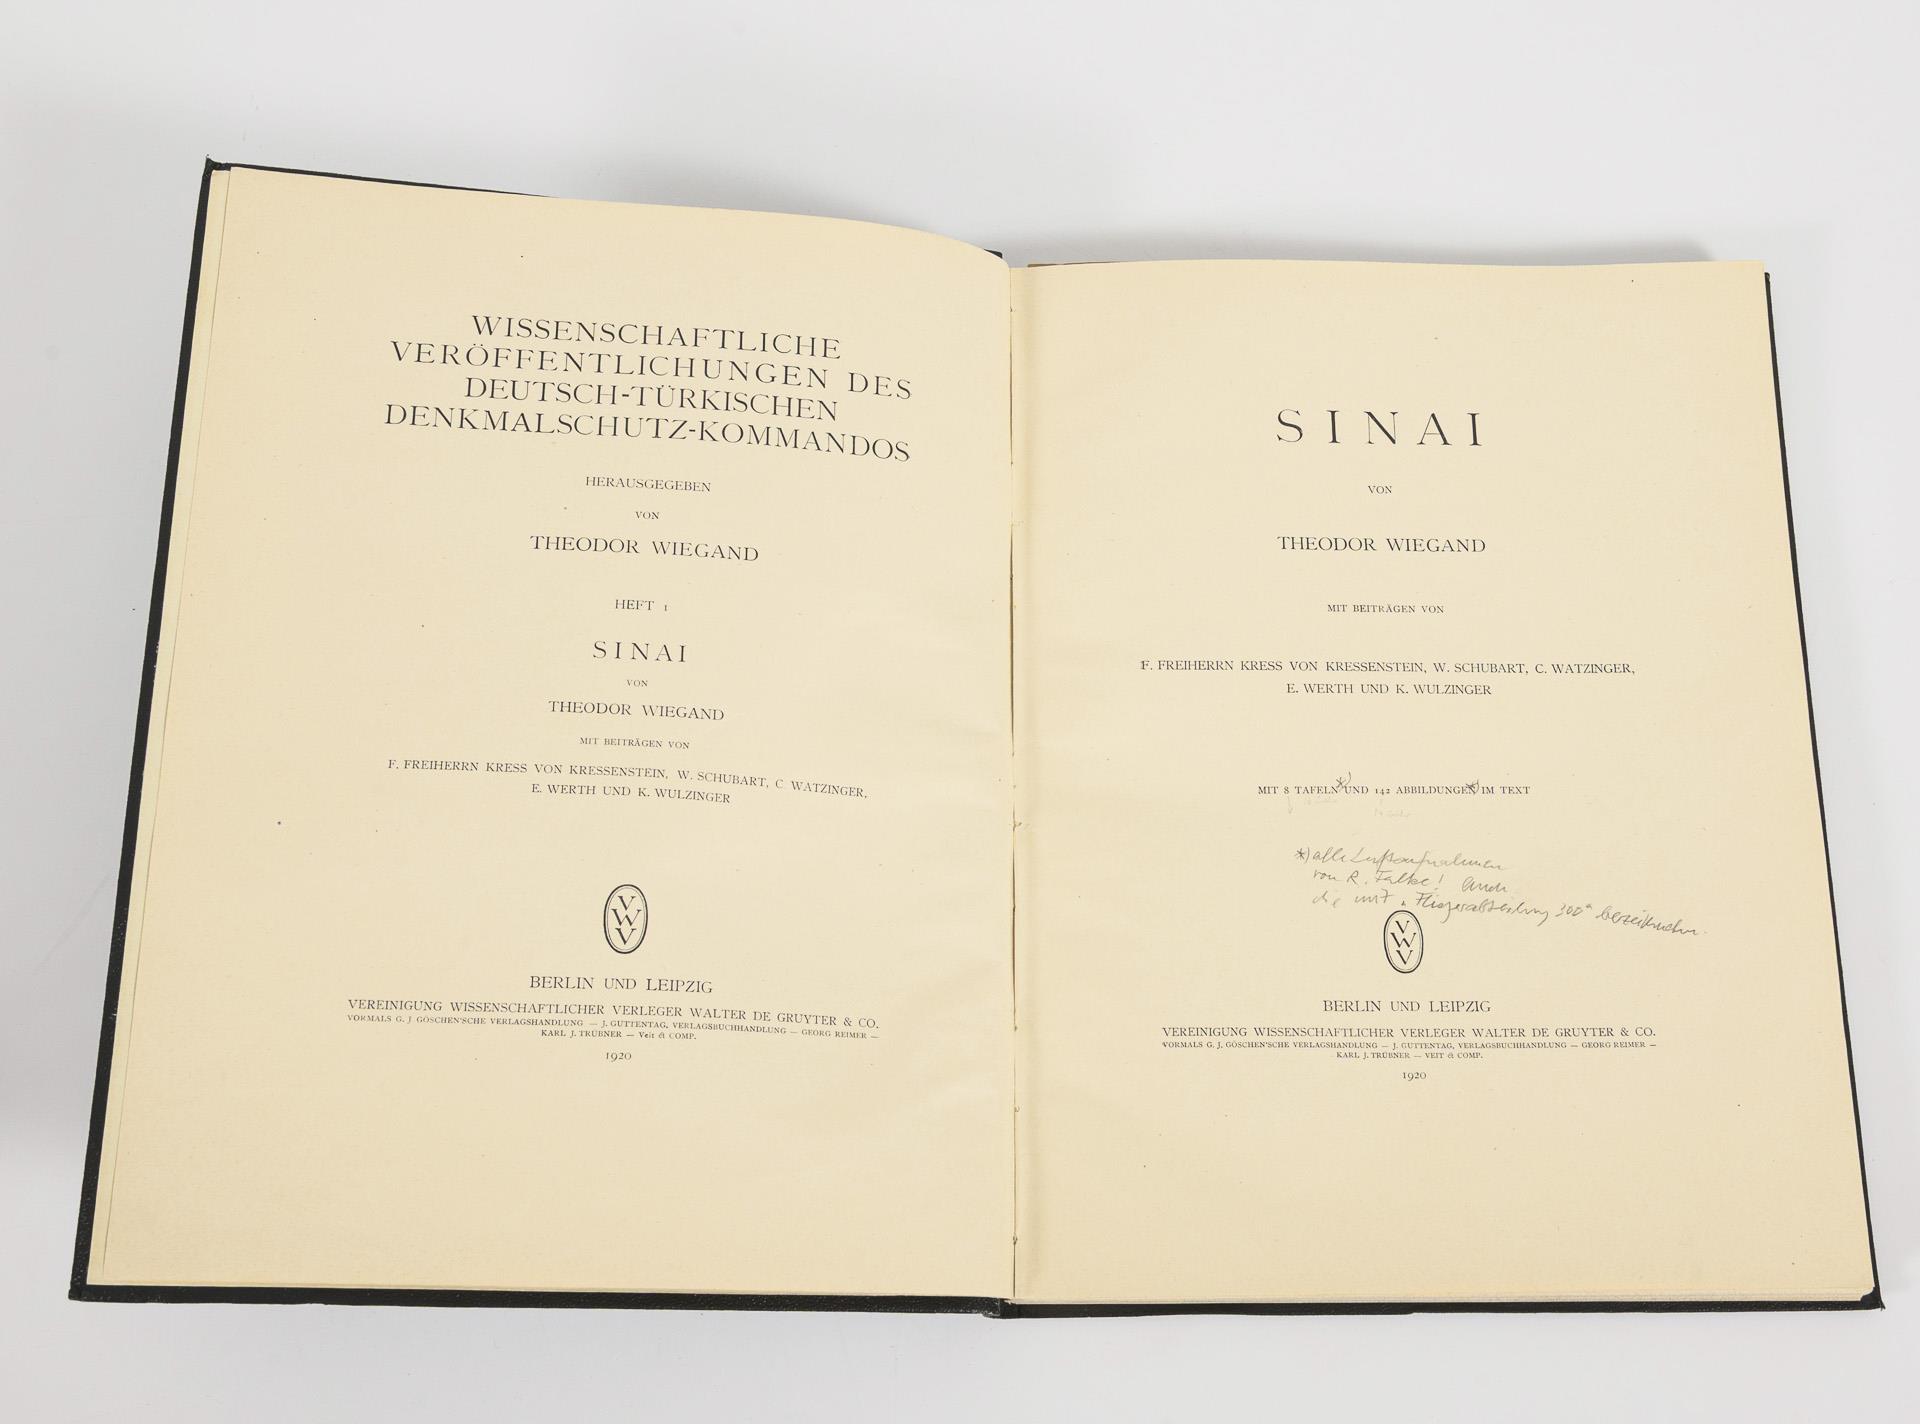 WISSENSCHAFTLICHE
VERÖFFENTLICHUNGEN DES
DEUTSCH-TÜRKISCHEN
DENKMALSCHUTZ-KOMMANDOS
HERAUSGEGEBEN
VON
THEODOR WIEGAND
HEFT 1
SINAI
VON
THEODOR WIEGAND
MIT BEITRÄGEN VON
F. FREIHERRN KRESS VON KRESSENSTEIN, W. SCHUBART, C. WATZINGER,
E. WERTH UND K. WULZINGER
VWV
BERLIN UND LEIPZIG
VEREINIGUNG WISSENSCHAFTLICHER VERLEGER WALTER DE GRUYTER & CO.
VORMALS G. J GÖSCHEN'SCHE VERLAGSHANDLUNG — J. GUTTENTAG, VERLAGSBUCHHANDLUNG — GEORG REIMER —
KARL J. TRÜBNER — Veit & COMP.
1920
SINAI
VON
THEODOR WIEGAND
MIT BEITRÄGEN VON
F. FREIHERRN KRESS VON KRESSENSTEIN, W. SCHUBART, C. WATZINGER,
E. WERTH UND K. WULZINGER
MIT 8 TAFELN *) UND 142 ABBILDUNGEN *) IM TEXT
*) alle Luftaufnahmen
von R. Falke! Auch
die mit „Fliegerabteilung 300" bezeichneten.
VWV
BERLIN UND LEIPZIG
VEREINIGUNG WISSENSCHAFTLICHER VERLEGER WALTER DE GRUYTER & CO.
VORMALS G. J. GÖSCHEN'SCHE VERLAGSHANDLUNG — J. GUTTENTAG, VERLAGSBUCHHANDLUNG — GEORG REIMER —
KARL J. TRÜBNER — VEIT & COMP.
1920